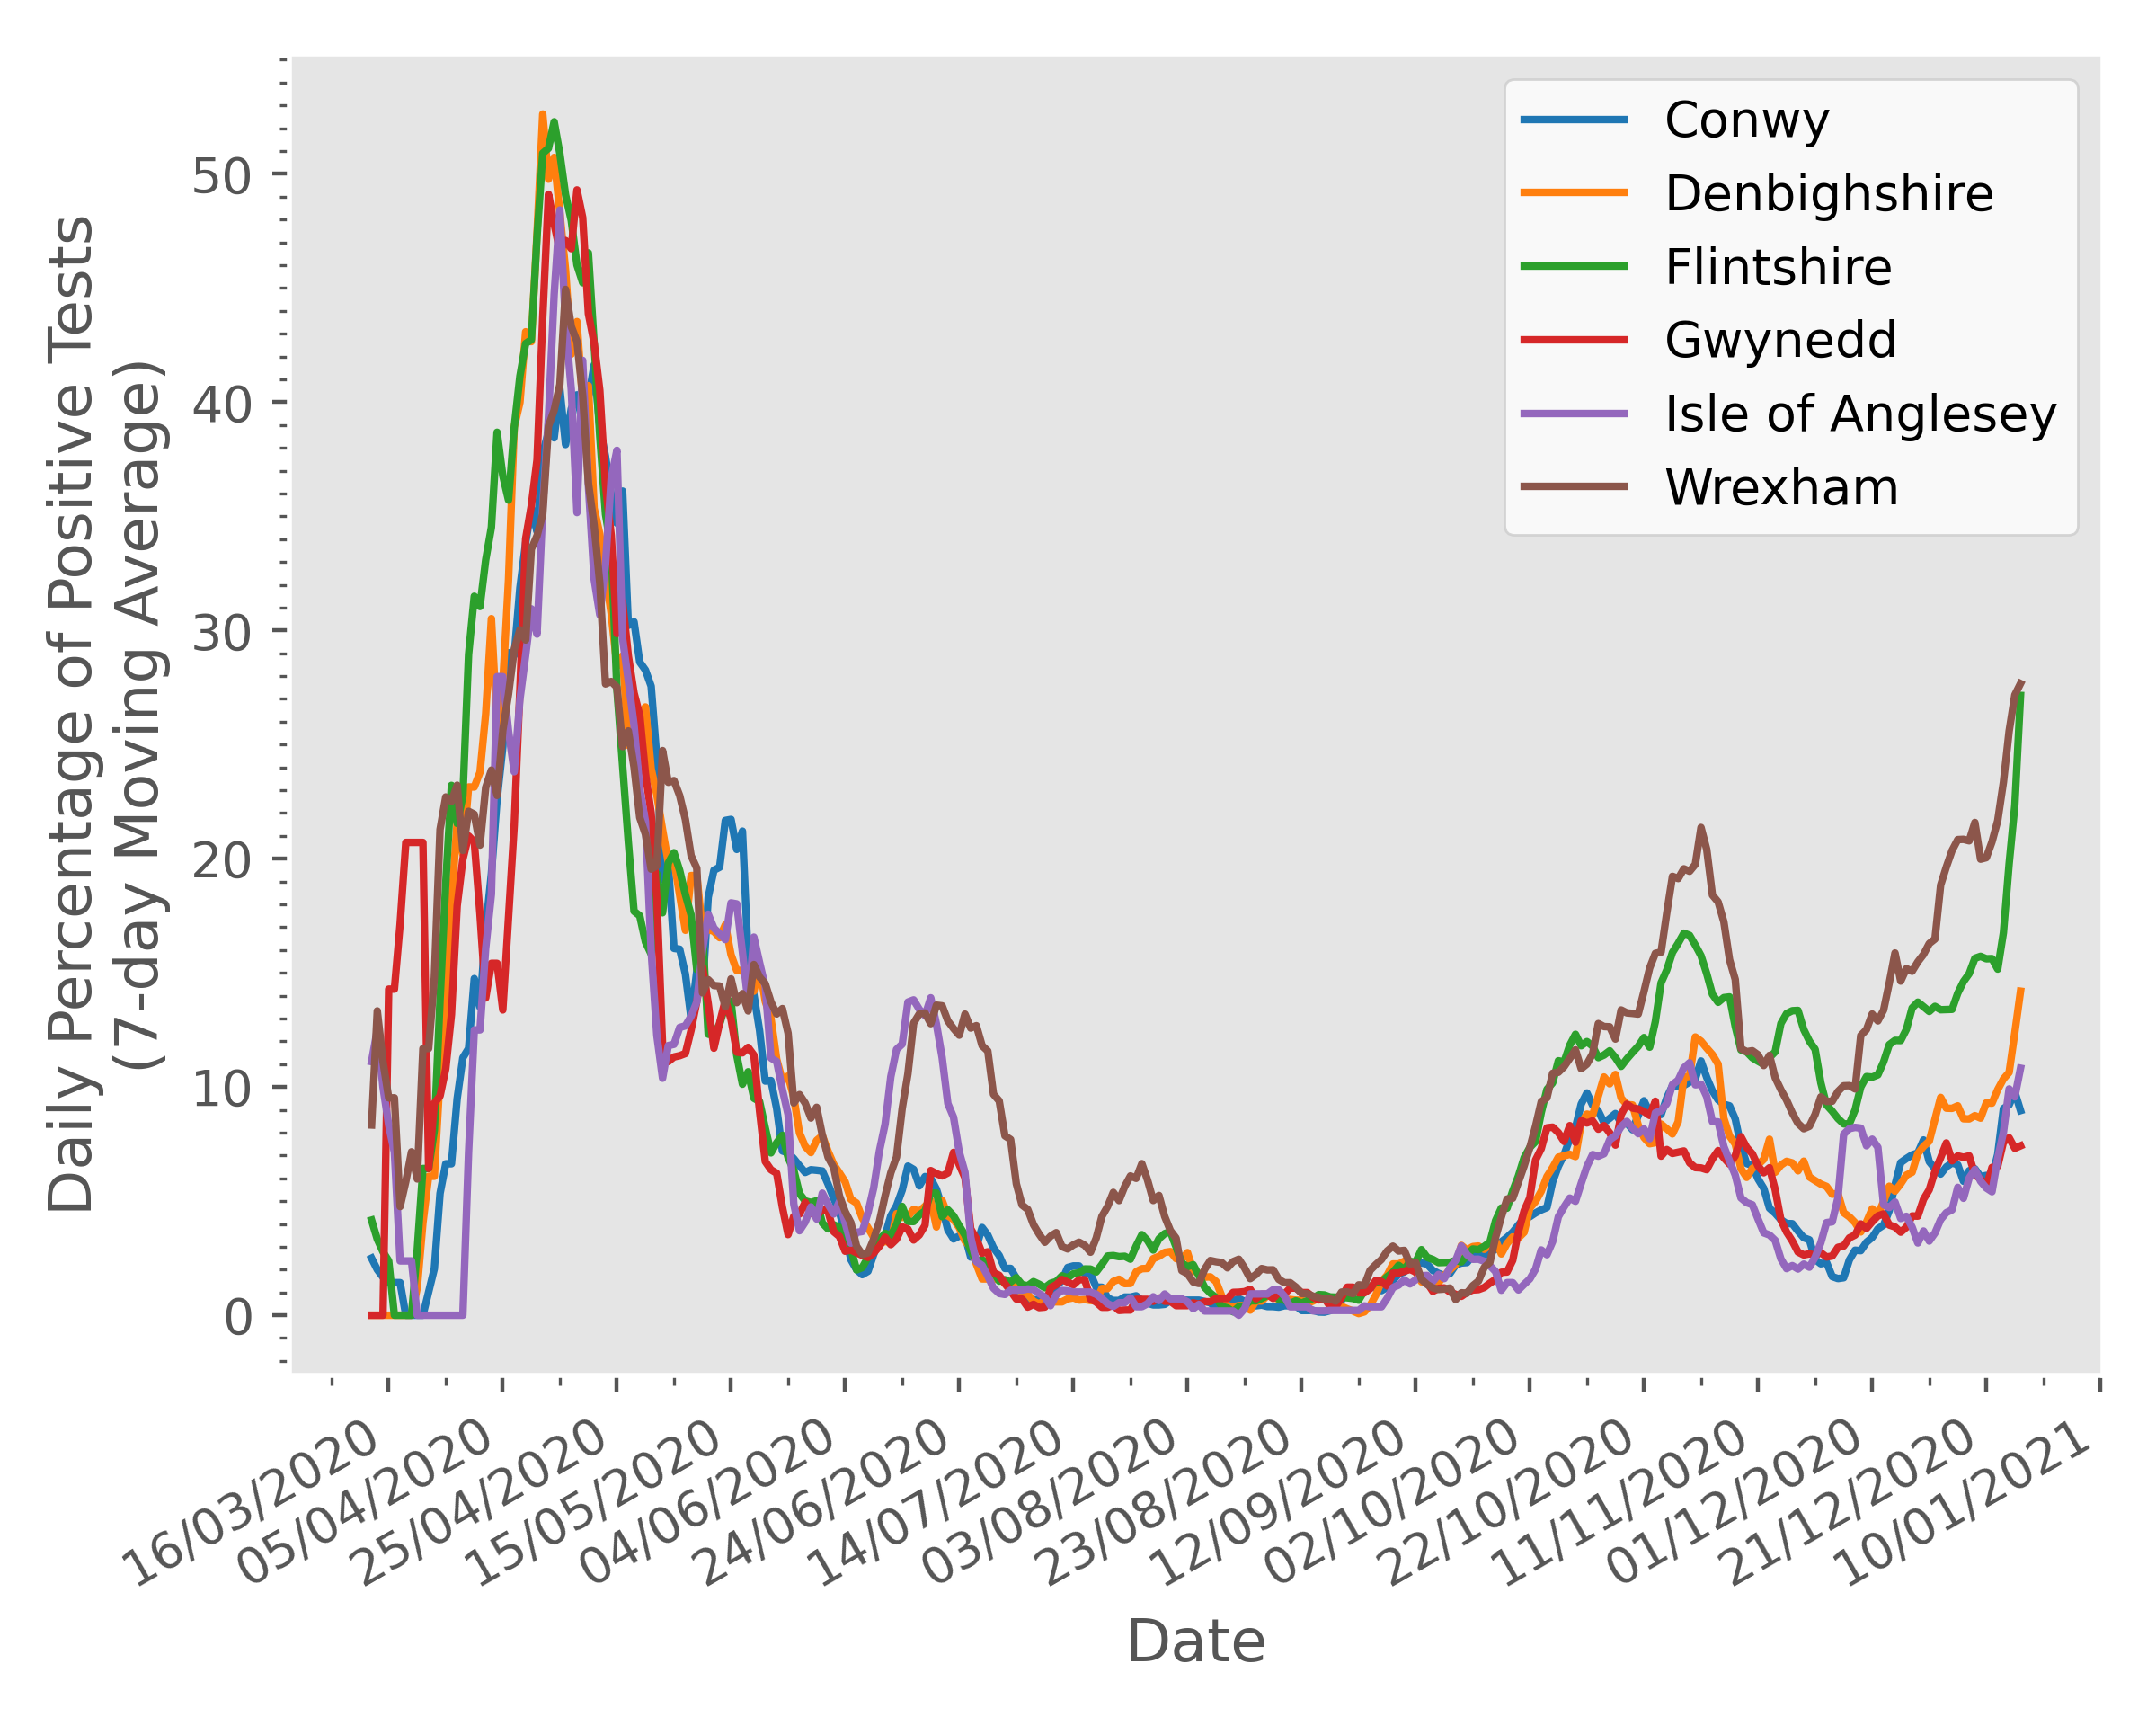 Daily Percentage of Positive Tests
(7-day Moving Average)
50
40
30
20
10
0
Conwy
Denbighshire
Flintshire
Gwynedd
Isle of Anglesey
Wrexham
16/03/2020
05/04/2020
25/04/2020
15/05/2020
04/06/2020
24/06/2020
14/07/2020
03/08/2020
23/08/2020
12/09/2020
02/10/2020
22/10/2020
11/11/2020
01/12/2020
21/12/2020
10/01/2021
Date